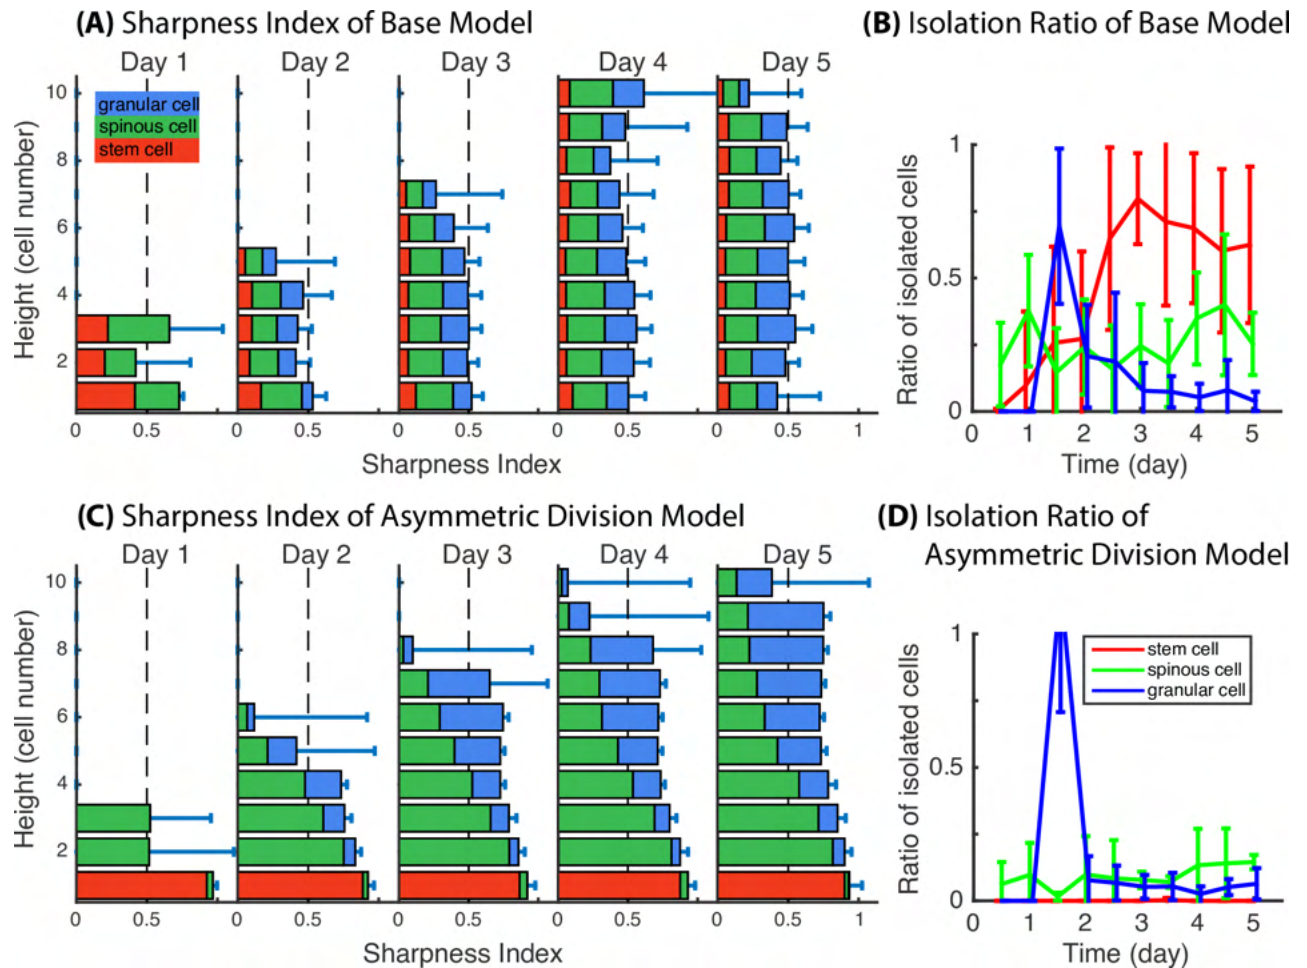 (A) Sharpness Index of Base Model
Day 1 Day 2 Day 3 Day 4 Day 5
granular cell
spinous cell
stem cell
Height (cell number)
10
8
6
4
2
0 0.5 0 0.5 0 0.5 0 0.5 0 0.5 1
Sharpness Index
(B) Isolation Ratio of Base Model
Ratio of isolated cells
1
0.5
0
0 1 2 3 4 5
Time (day)
(C) Sharpness Index of Asymmetric Division Model
Day 1 Day 2 Day 3 Day 4 Day 5
Height (cell number)
10
8
6
4
2
0 0.5 0 0.5 0 0.5 0 0.5 0 0.5 1
Sharpness Index
(D) Isolation Ratio of
Asymmetric Division Model
stem cell
spinous cell
granular cell
Ratio of isolated cells
1
0.5
0
0 1 2 3 4 5
Time (day)